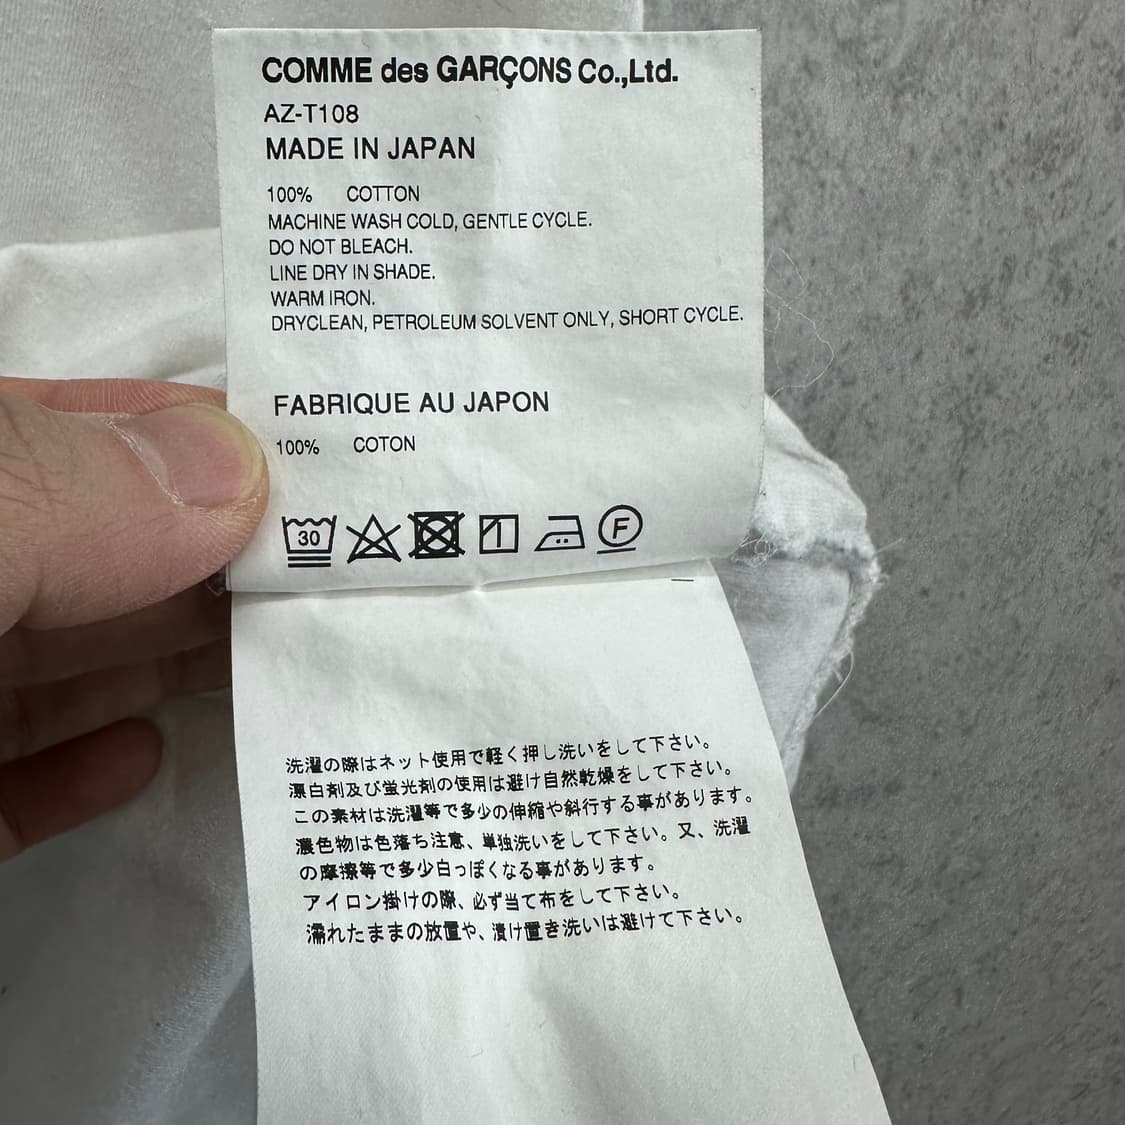 COMME des GARÇONS Co.,Ltd.
AZ-T108
MADE IN JAPAN
100% COTTON
MACHINE WASH COLD, GENTLE CYCLE.
DO NOT BLEACH.
LINE DRY IN SHADE.
WARM IRON.
DRYCLEAN, PETROLEUM SOLVENT ONLY, SHORT CYCLE.
FABRIQUE AU JAPON
100% COTON
30
F
洗濯の際はネット使用で軽く押し洗いをして下さい。
漂白剤及び蛍光剤の使用は避け自然乾燥をして下さい。
この素材は洗濯等で多少の伸縮や斜行する事があります。
濃色物は色落ち注意、単独洗いをして下さい。又、洗濯
の摩擦等で多少白っぽくなる事があります。
アイロン掛けの際、必ず当て布をして下さい。
濡れたままの放置や、漬け置き洗いは避けて下さい。